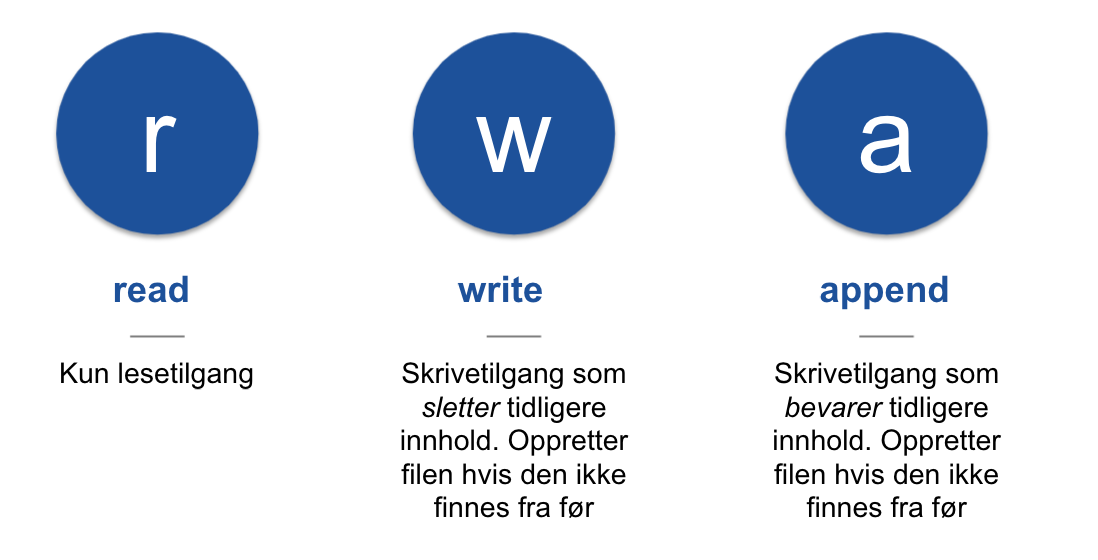 r
read
Kun lesetilgang
w
write
Skrivetilgang som
sletter tidligere
innhold. Oppretter
filen hvis den ikke
finnes fra før
a
append
Skrivetilgang som
bevarer tidligere
innhold. Oppretter
filen hvis den ikke
finnes fra før